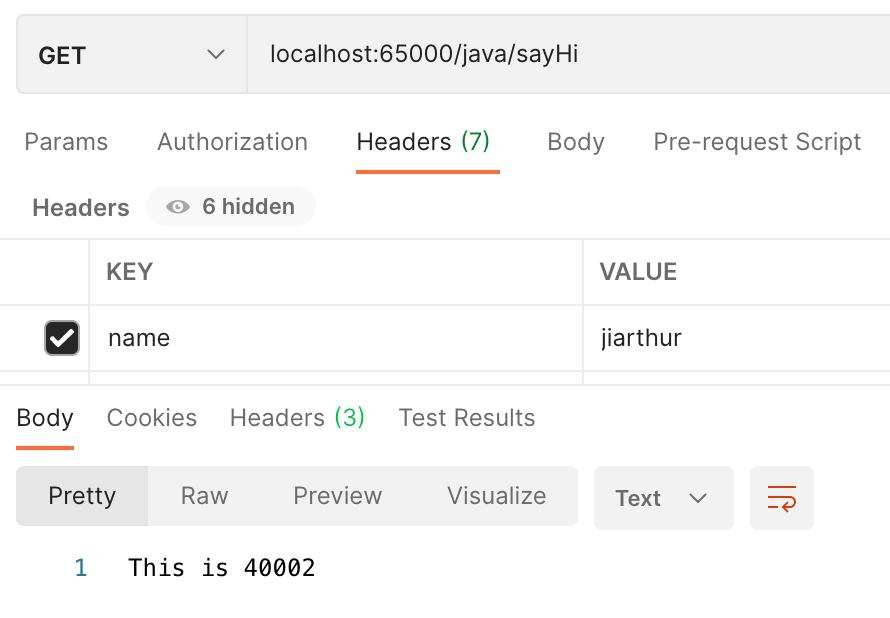 GET localhost:65000/java/sayHi
Params Authorization Headers (7) Body Pre-request Script
Headers 6 hidden
KEY VALUE
name jiarthur
Body Cookies Headers (3) Test Results
Pretty Raw Preview Visualize Text
1 This is 40002